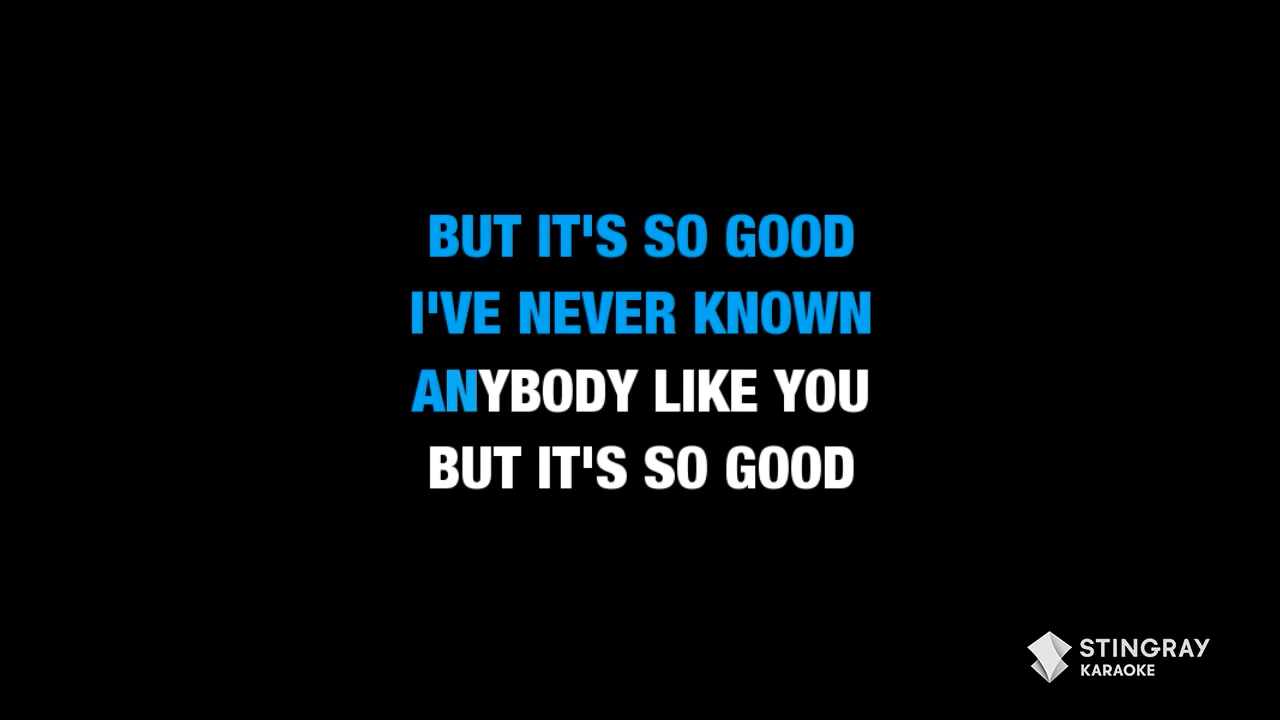 BUT IT'S SO GOOD
I'VE NEVER KNOWN
ANYBODY LIKE YOU
BUT IT'S SO GOOD
STINGRAY
KARAOKE